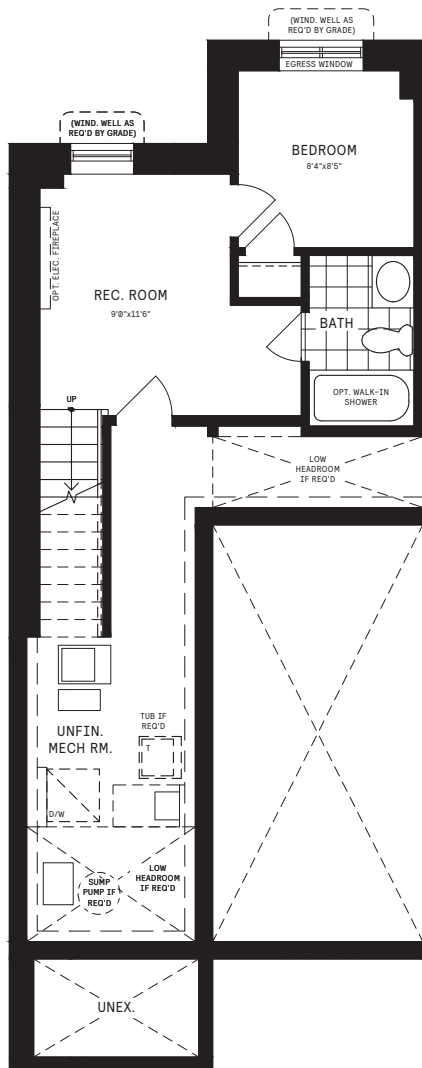 (WIND. WELL AS
REQ'D BY GRADE)
EGRESS WINDOW
(WIND. WELL AS
REQ'D BY GRADE)
BEDROOM
8'4"x8'5"
OPT. ELEC. FIREPLACE
REC. ROOM
9'0"x11'6"
BATH
OPT. WALK-IN
SHOWER
UP
LOW
HEADROOM
IF REQ'D
TUB IF
REQ'D
T
UNFIN.
MECH RM.
D/W
LOW
HEADROOM
IF REQ'D
SUMP
PUMP IF
REQ'D
UNEX.